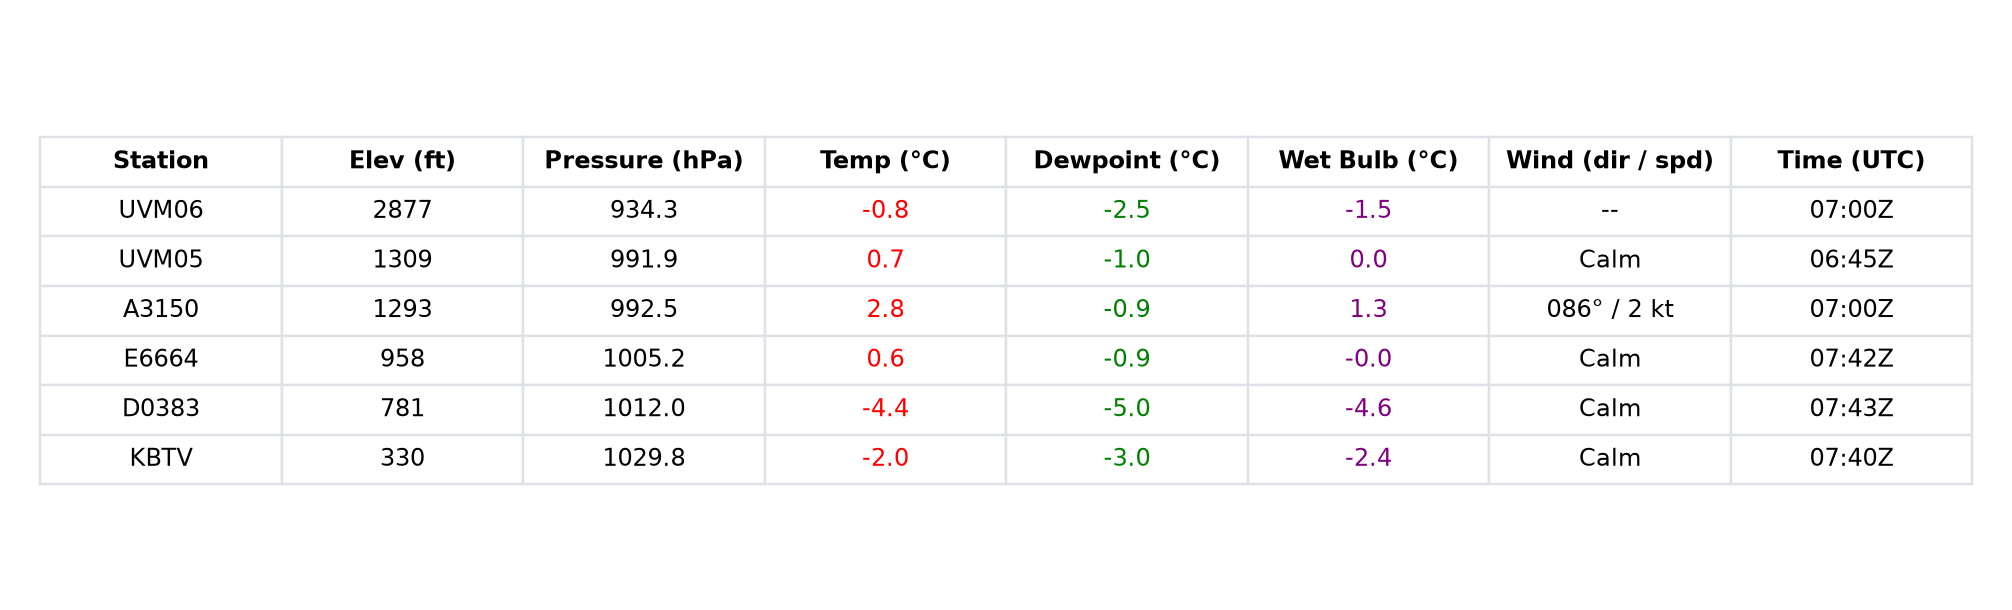 Station Elev (ft) Pressure (hPa) Temp (°C) Dewpoint (°C) Wet Bulb (°C) Wind (dir / spd) Time (UTC)
UVM06 2877 934.3 -0.8 -2.5 -1.5 -- 07:00Z
UVM05 1309 991.9 0.7 -1.0 0.0 Calm 06:45Z
A3150 1293 992.5 2.8 -0.9 1.3 086° / 2 kt 07:00Z
E6664 958 1005.2 0.6 -0.9 -0.0 Calm 07:42Z
D0383 781 1012.0 -4.4 -5.0 -4.6 Calm 07:43Z
KBTV 330 1029.8 -2.0 -3.0 -2.4 Calm 07:40Z